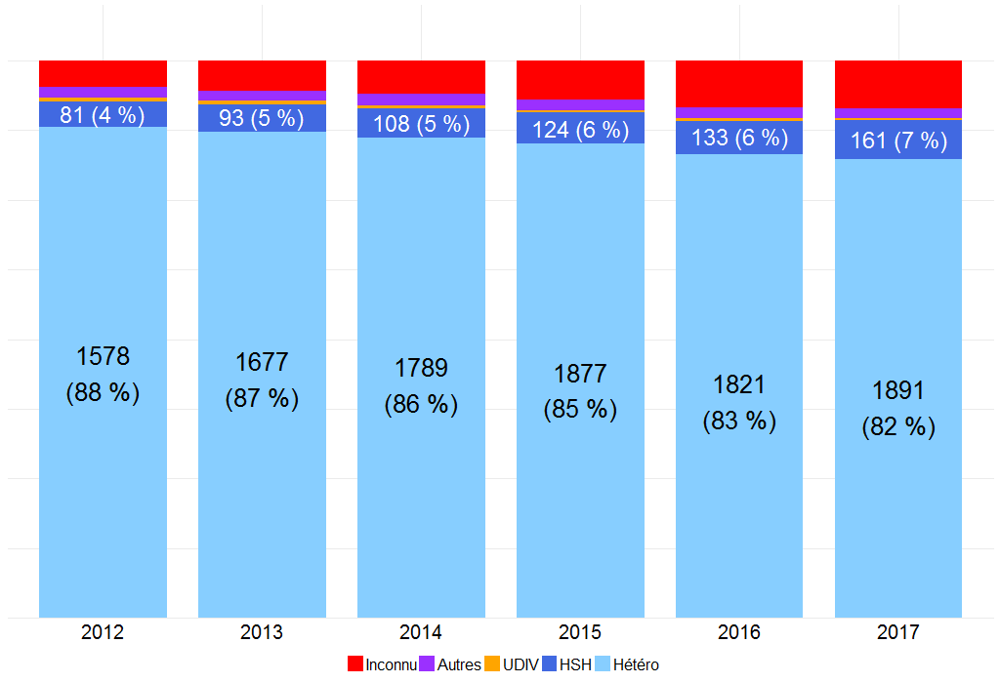 81 (4 %)
93 (5 %)
108 (5 %)
124 (6 %)
133 (6 %)
161 (7 %)
1578
(88 %)
1677
(87 %)
1789
(86 %)
1877
(85 %)
1821
(83 %)
1891
(82 %)
2012 2013 2014 2015 2016 2017
Inconnu Autres UDIV HSH Hétéro